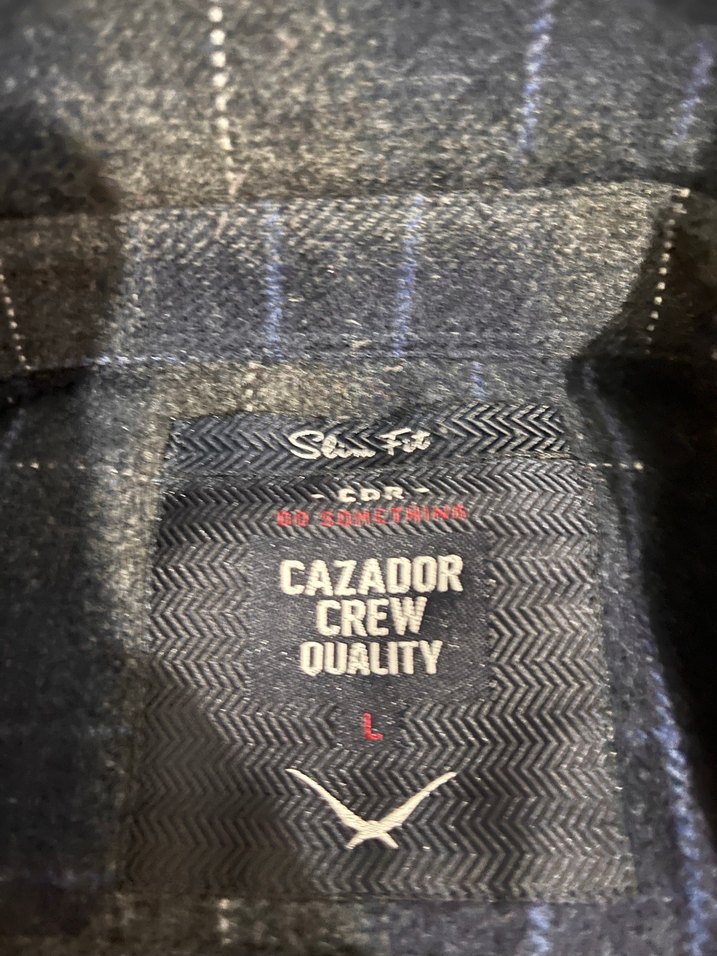 Slim Fit
- CDR -
DO SOMETHING
CAZADOR
CREW
QUALITY
L